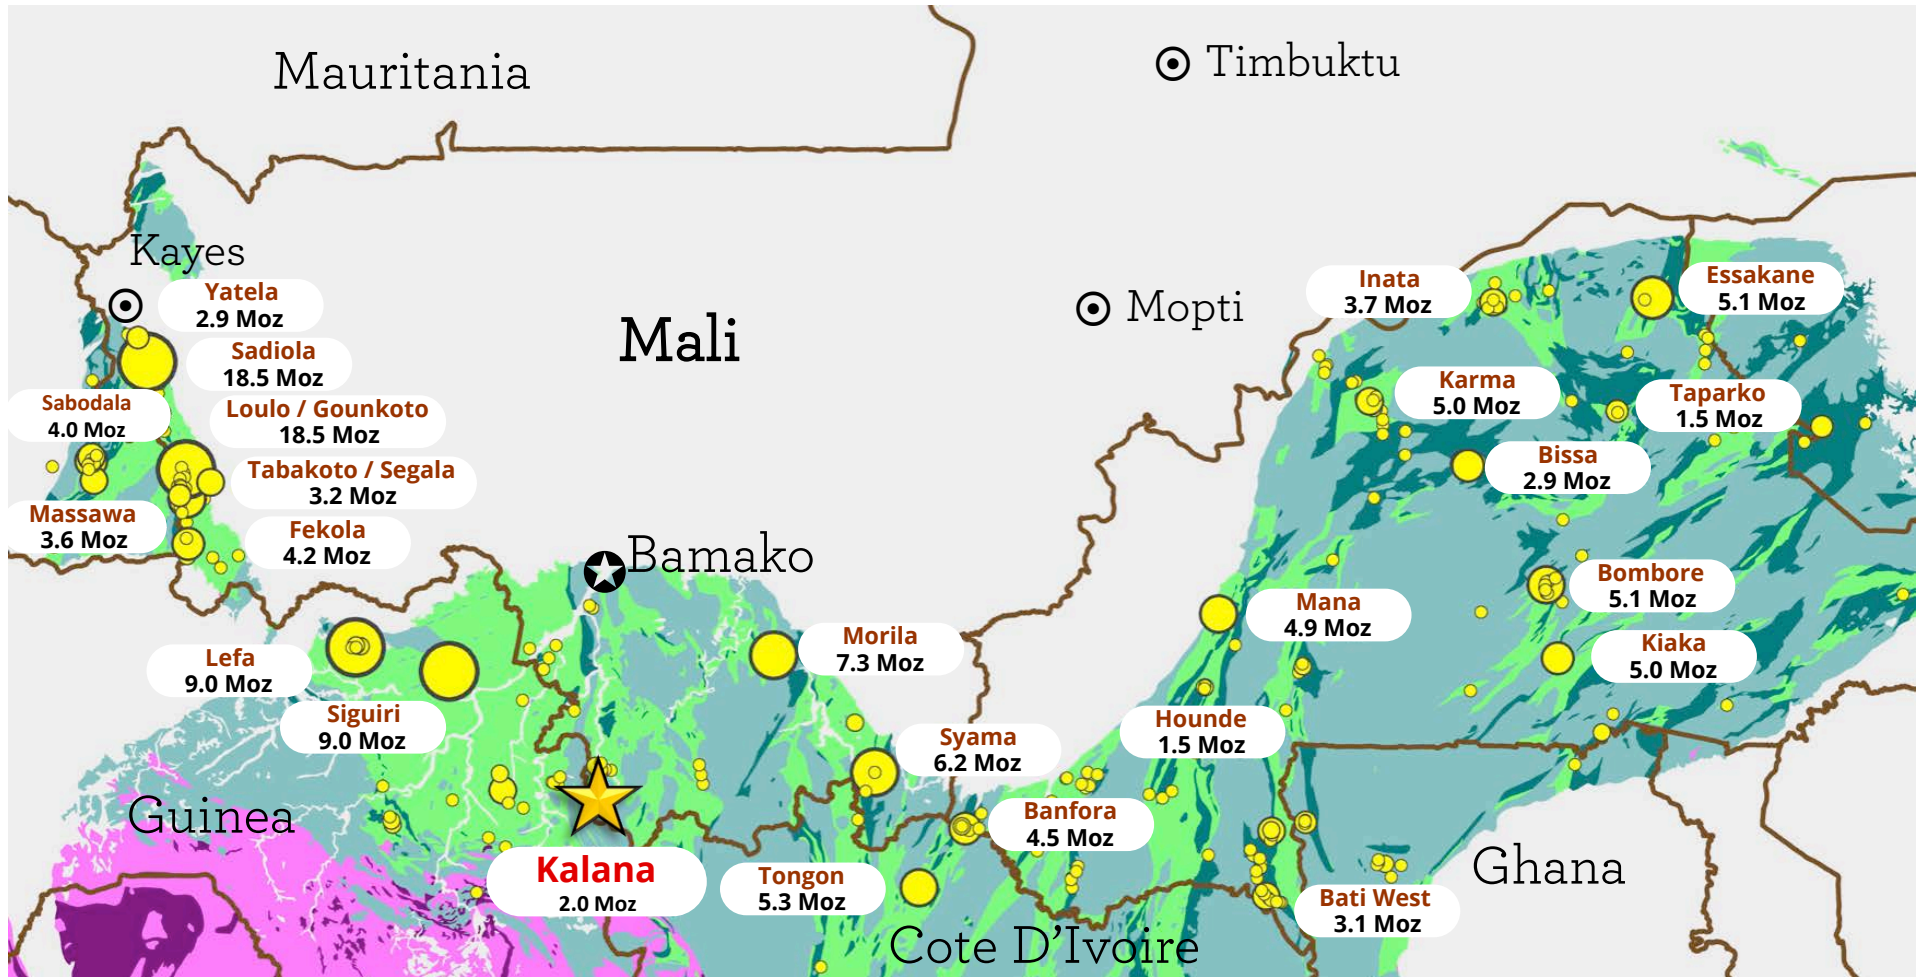 Mauritania
Timbuktu
Kayes
Yatela
2.9 Moz
Sadiola
18.5 Moz
Sabodala
4.0 Moz
Loulo / Gounkoto
18.5 Moz
Tabakoto / Segala
3.2 Moz
Massawa
3.6 Moz
Fekola
4.2 Moz
Mali
Mopti
Inata
3.7 Moz
Essakane
5.1 Moz
Karma
5.0 Moz
Taparko
1.5 Moz
Bissa
2.9 Moz
Bamako
Bombore
5.1 Moz
Mana
4.9 Moz
Kiaka
5.0 Moz
Morila
7.3 Moz
Lefa
9.0 Moz
Siguiri
9.0 Moz
Hounde
1.5 Moz
Syama
6.2 Moz
Guinea
Banfora
4.5 Moz
Kalana
2.0 Moz
Tongon
5.3 Moz
Ghana
Bati West
3.1 Moz
Cote D'Ivoire